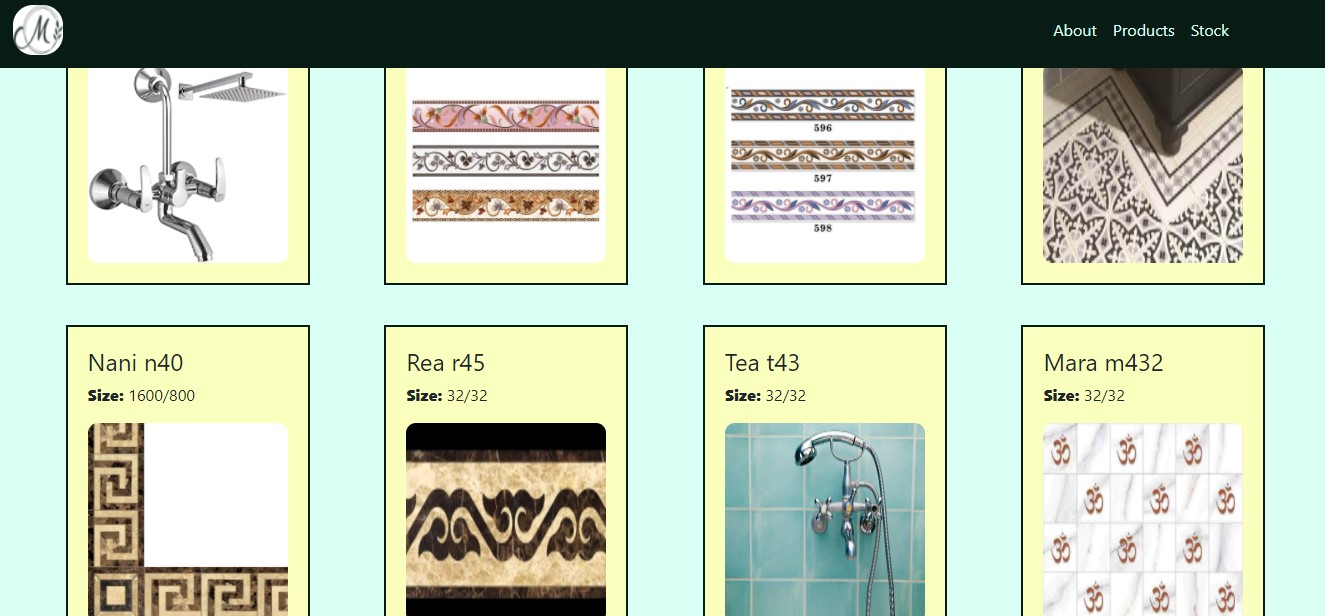 M
About Products Stock
596
597
598
Nani n40
Size: 1600/800
Rea r45
Size: 32/32
Tea t43
Size: 32/32
Mara m432
Size: 32/32
ॐ ॐ ॐ
ॐ ॐ ॐ
ॐ ॐ ॐ
ॐ ॐ ॐ